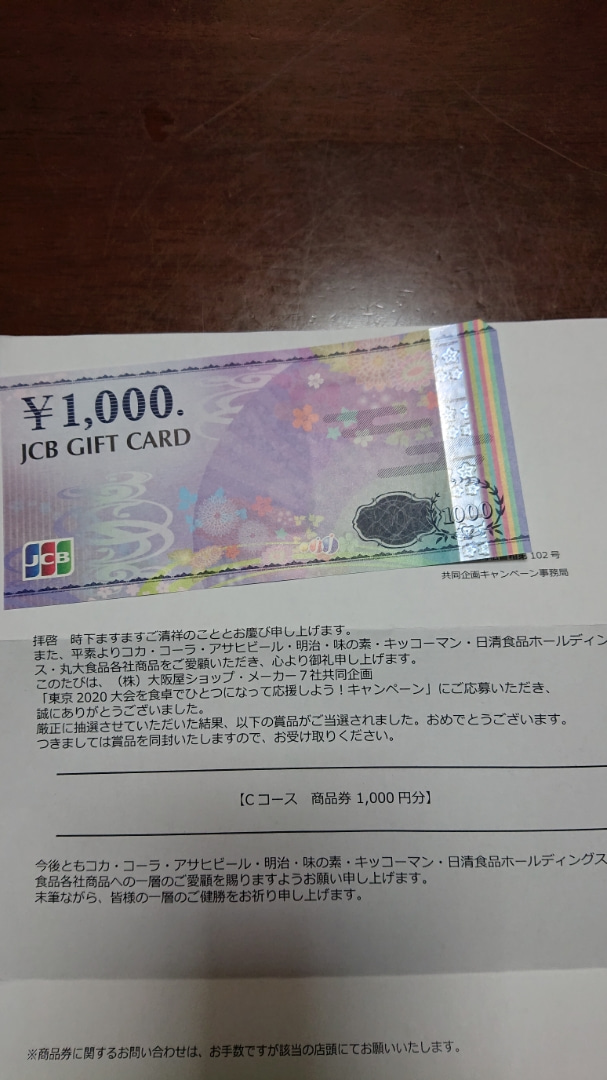 ¥1,000.
JCB GIFT CARD
1000
JCB
102号
共同企画キャンペーン事務局
拝啓　時下ますますご清祥のこととお慶び申し上げます。
また、平素よりコカ・コーラ・アサヒビール・明治・味の素・キッコーマン・日清食品ホールディン
ス・丸大食品各社商品をご愛顧いただき、心より御礼申し上げます。
このたびは、（株）大阪屋ショップ・メーカー７社共同企画
「東京2020大会を食卓でひとつになって応援しよう！キャンペーン」にご応募いただき、
誠にありがとうございました。
厳正に抽選させていただいた結果、以下の賞品がご当選されました。おめでとうございます。
つきましては賞品を同封いたしますので、お受け取りください。
【Cコース　商品券 1,000円分】
今後ともコカ・コーラ・アサヒビール・明治・味の素・キッコーマン・日清食品ホールディングス
食品各社商品への一層のご愛顧を賜りますようお願い申し上げます。
末筆ながら、皆様の一層のご健勝をお祈り申し上げます。
※商品券に関するお問い合わせは、お手数ですが該当の店頭にてお願いいたします。